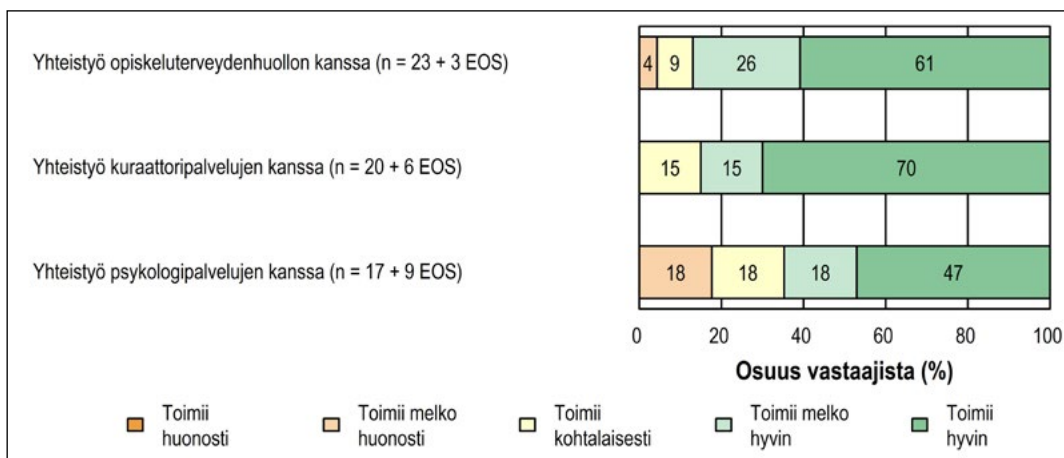 Yhteistyö opiskeluterveydenhuollon kanssa (n = 23 + 3 EOS)
4 9 26 61
Yhteistyö kuraattoripalvelujen kanssa (n = 20 + 6 EOS)
15 15 70
Yhteistyö psykologipalvelujen kanssa (n = 17 + 9 EOS)
18 18 18 47
0 20 40 60 80 100
Osuus vastaajista (%)
Toimii
huonosti
Toimii melko
huonosti
Toimii
kohtalaisesti
Toimii melko
hyvin
Toimii
hyvin